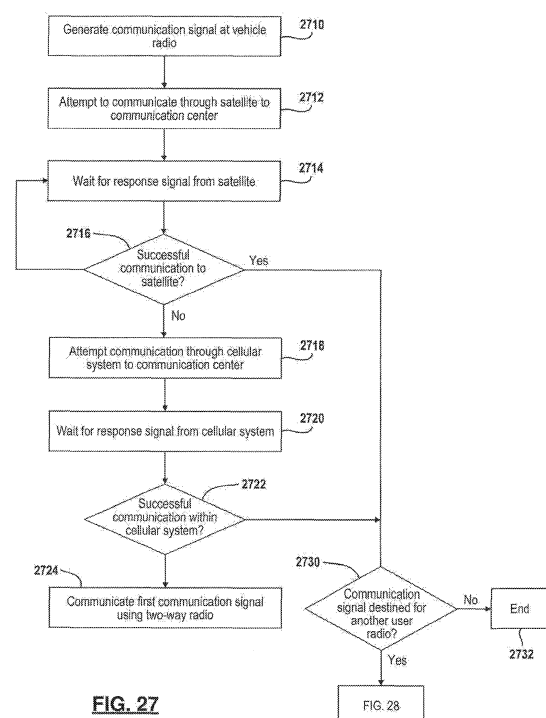 Generate communication signal at vehicle
radio
2710
Attempt to communicate through satellite to
communication center
2712
Wait for response signal from satellite
2714
2716
Successful
communication to
satellite?
Yes
No
Attempt communication through cellular
system to communication center
2718
Wait for response signal from cellular system
2720
Successful
communication within
cellular system?
2722
2724
Communicate first communication signal
using two-way radio
2730
Communication
signal destined for
another user
radio?
No
End
2732
Yes
FIG. 28
FIG. 27